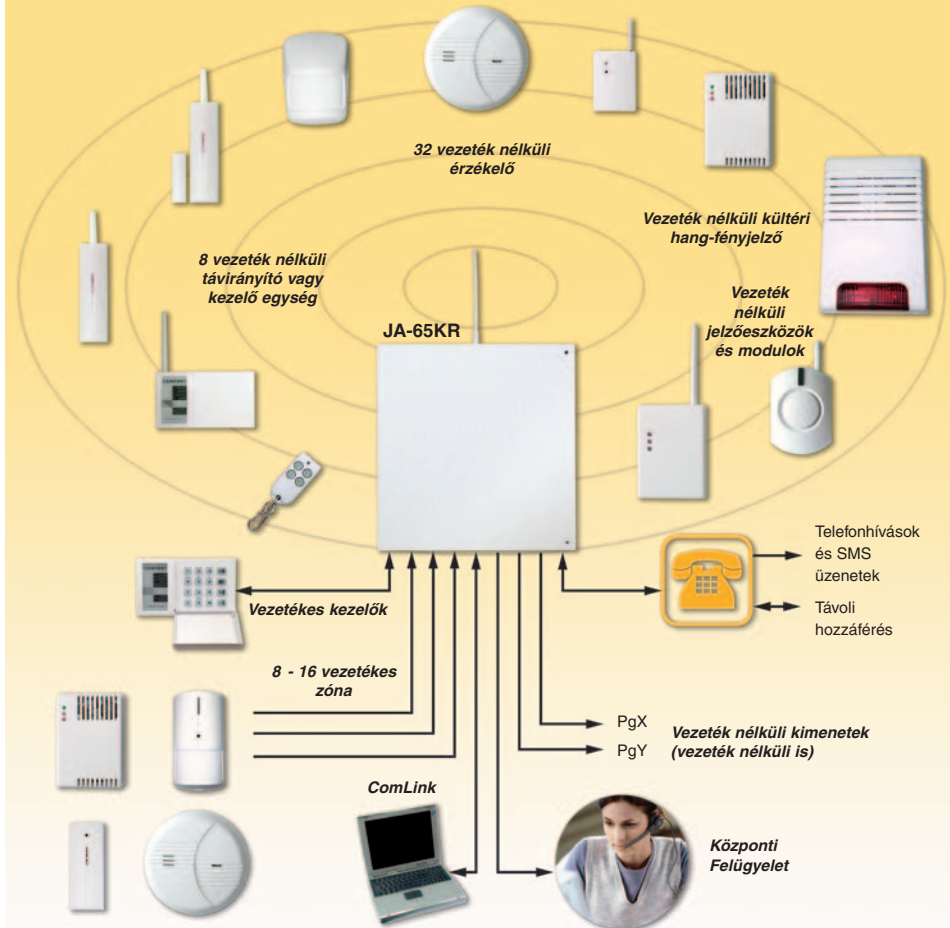 32 vezeték nélküli
érzékelő
Vezeték nélküli kültéri
hang-fényjelző
8 vezeték nélküli
távirányító vagy
kezelő egység
Vezeték
nélküli
jelzőeszközök
és modulok
JA-65KR
Telefonhívások
és SMS
üzenetek
Távoli
hozzáférés
Vezetékes kezelők
8 - 16 vezetékes
zóna
PgX
PgY
Vezeték nélküli kimenetek
(vezeték nélküli is)
ComLink
Központi
Felügyelet